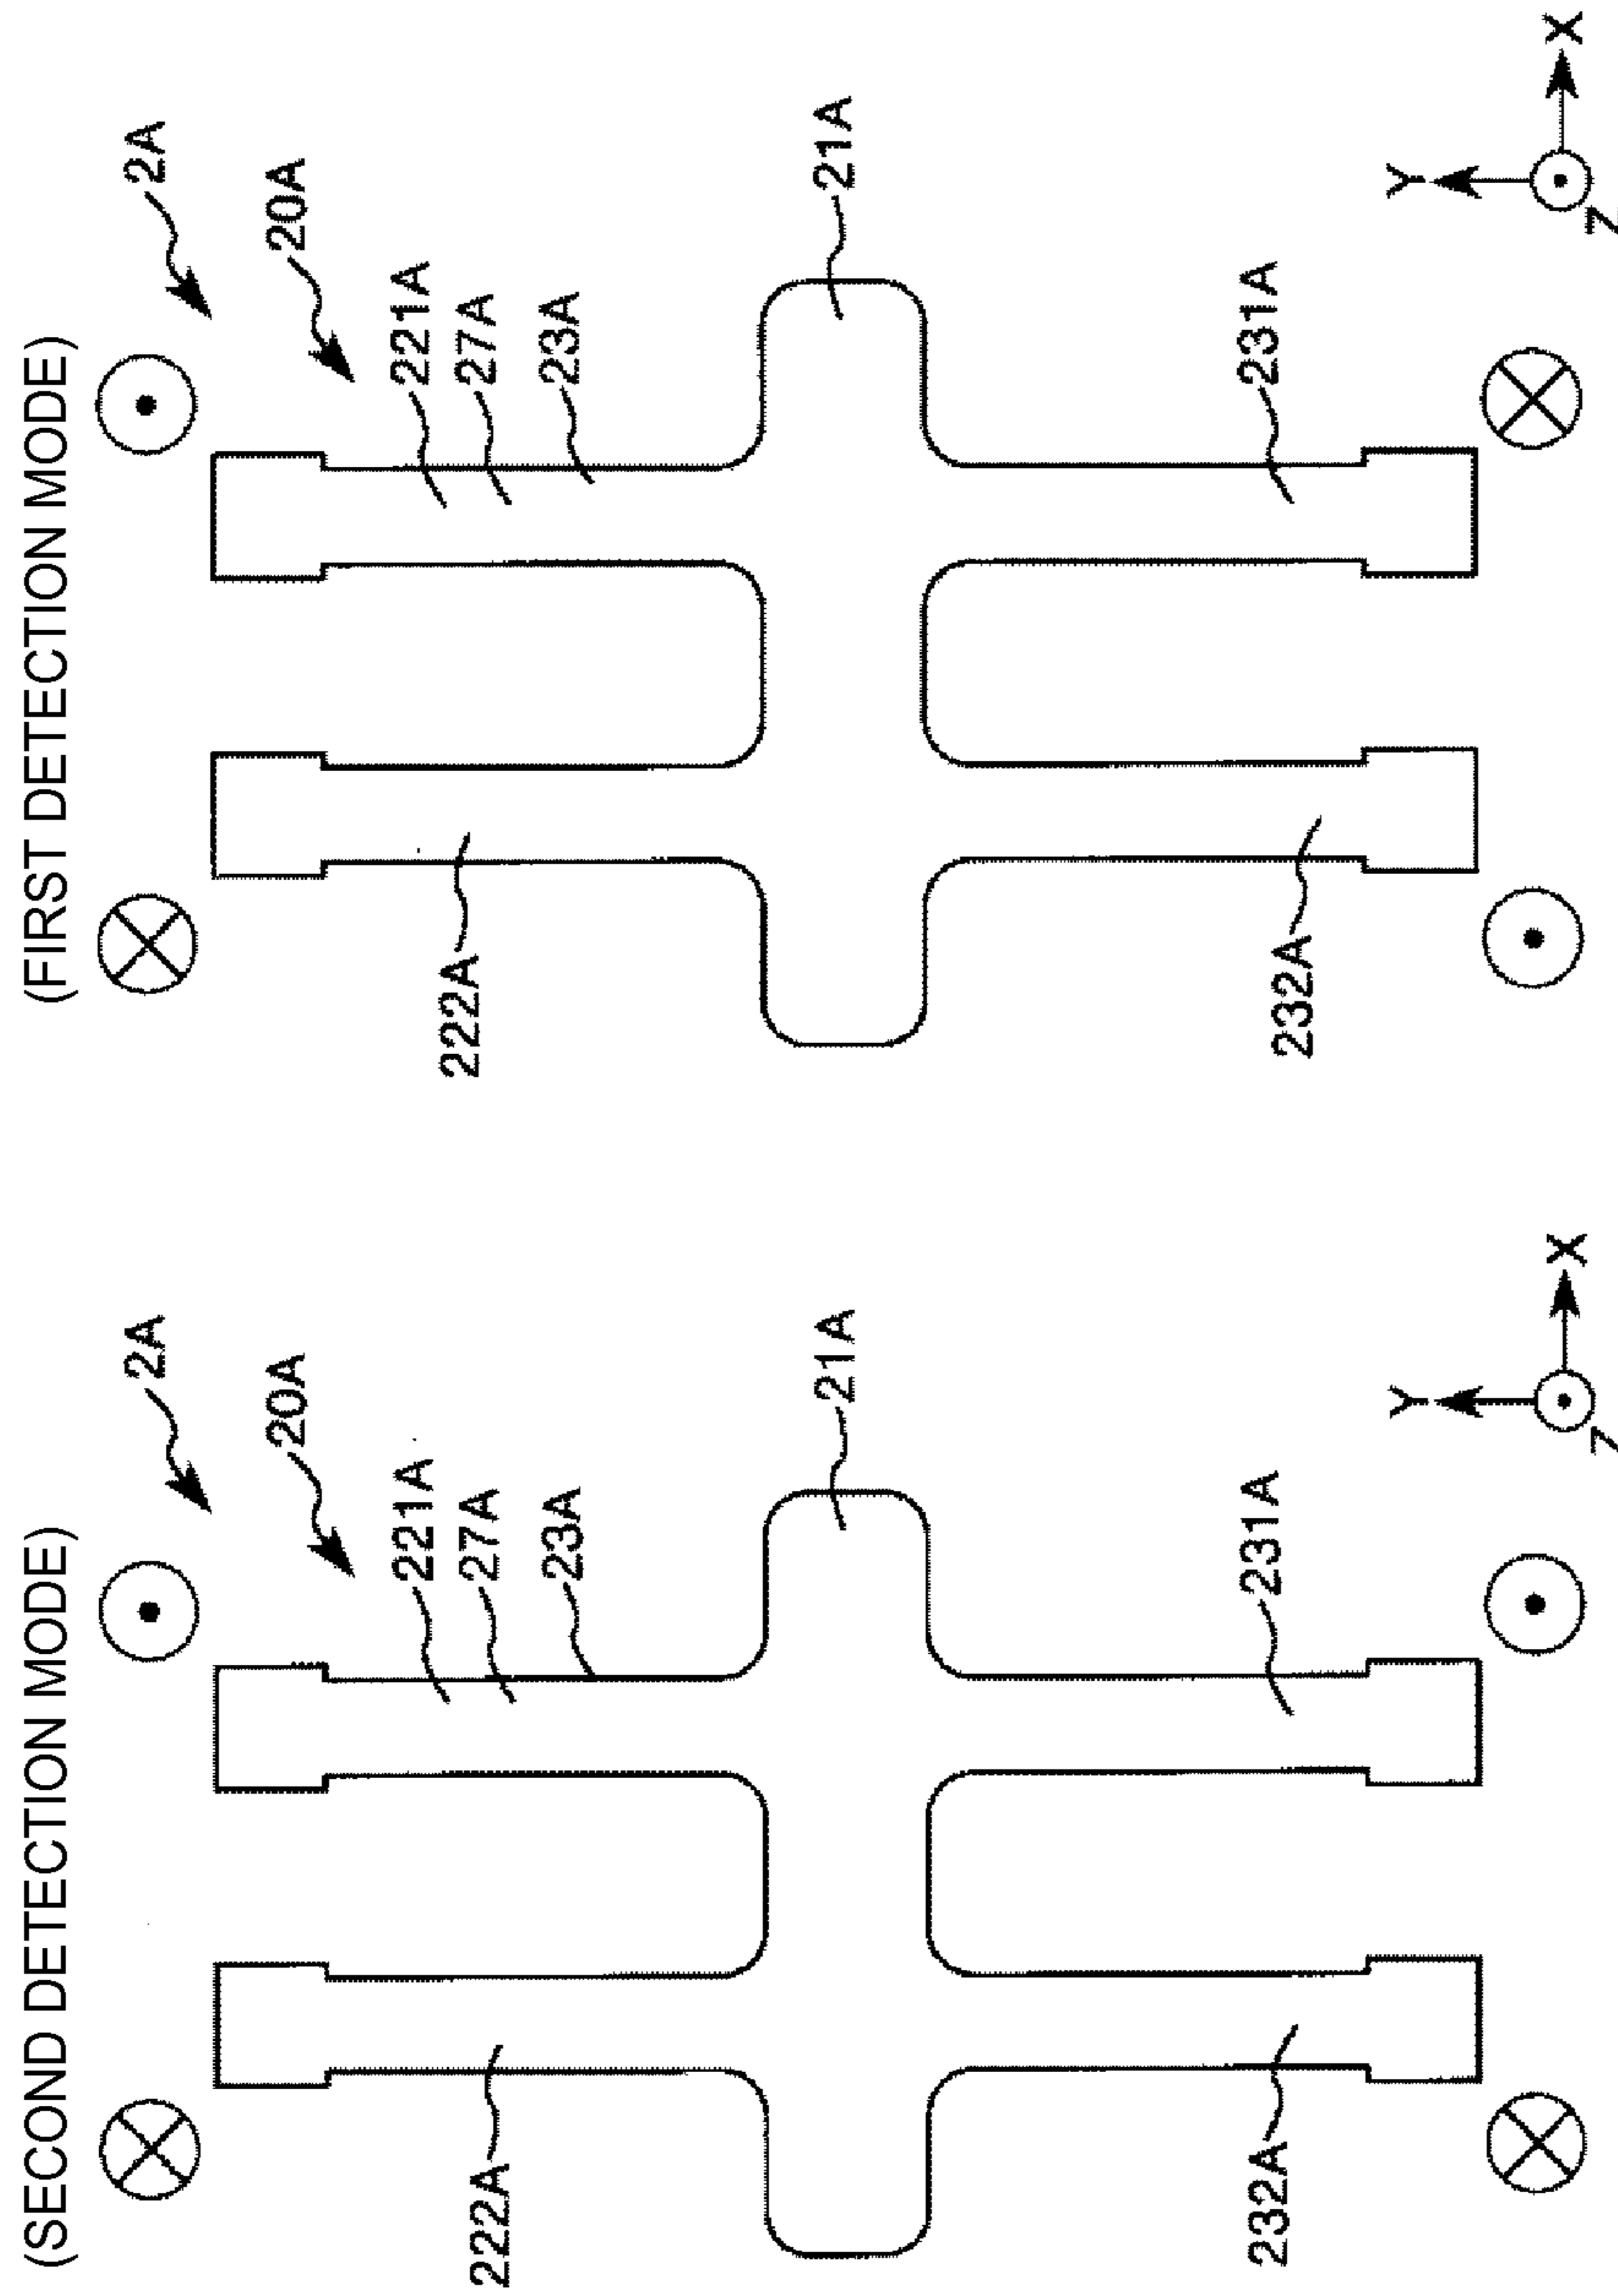 (SECOND DETECTION MODE)
2A
20A
221A
27A
23A
222A
21A
231A
232A
Y
X
Z
(FIRST DETECTION MODE)
2A
20A
221A
27A
23A
222A
21A
231A
232A
Y
X
Z